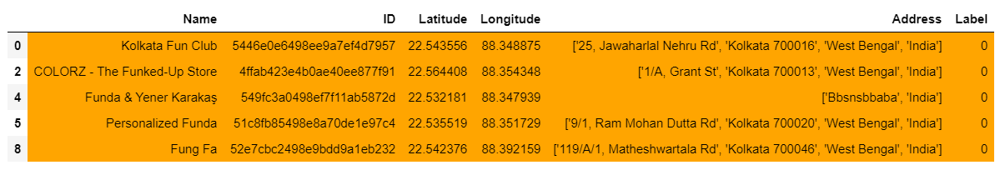 Name ID Latitude Longitude Address Label
0 Kolkata Fun Club 5446e0e6498ee9a7ef4d7957 22.543556 88.348875 ['25, Jawaharlal Nehru Rd', 'Kolkata 700016', 'West Bengal', 'India'] 0
2 COLORZ - The Funked-Up Store 4ffab423e4b0ae40ee877f91 22.564408 88.354348 ['1/A, Grant St', 'Kolkata 700013', 'West Bengal', 'India'] 0
4 Funda & Yener Karakaş 549fc3a0498ef7f11ab5872d 22.532181 88.347939 ['Bbsnsbbaba', 'India'] 0
5 Personalized Funda 51c8fb85498e8a70de1e97c4 22.535519 88.351729 ['9/1, Ram Mohan Dutta Rd', 'Kolkata 700020', 'West Bengal', 'India'] 0
8 Fung Fa 52e7cbc2498e9bdd9a1eb232 22.542376 88.392159 ['119/A/1, Matheshwartala Rd', 'Kolkata 700046', 'West Bengal', 'India'] 0